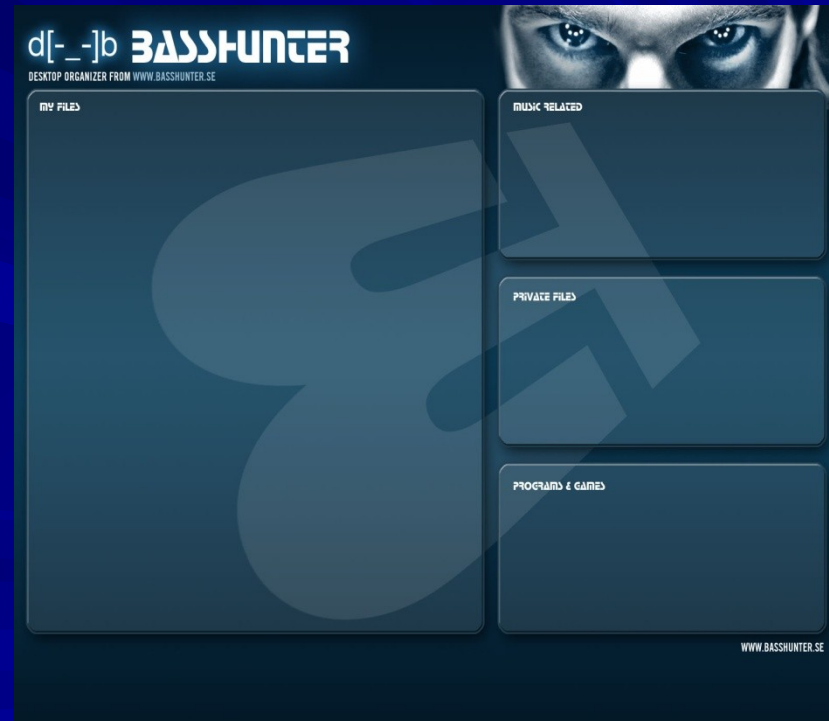 d[-_-]b BASSHUNTER
DESKTOP ORGANIZER FROM WWW.BASSHUNTER.SE
MY FILES
MUSIC RELATED
PRIVATE FILES
PROGRAMS & GAMES
WWW.BASSHUNTER.SE